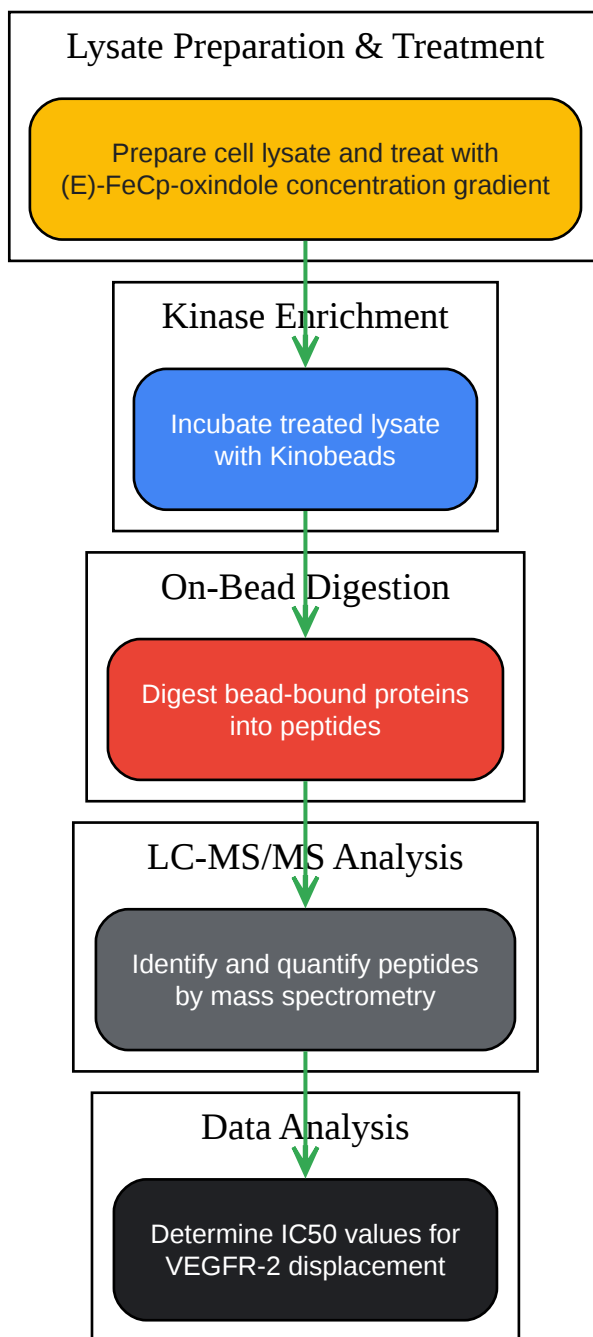 Lysate Preparation & Treatment
Prepare cell lysate and treat with
(E)-FeCp-oxindole concentration gradient
Kinase Enrichment
Incubate treated lysate
with Kinobeads
On-Bead Digestion
Digest bead-bound proteins
into peptides
LC-MS/MS Analysis
Identify and quantify peptides
by mass spectrometry
Data Analysis
Determine IC50 values for
VEGFR-2 displacement